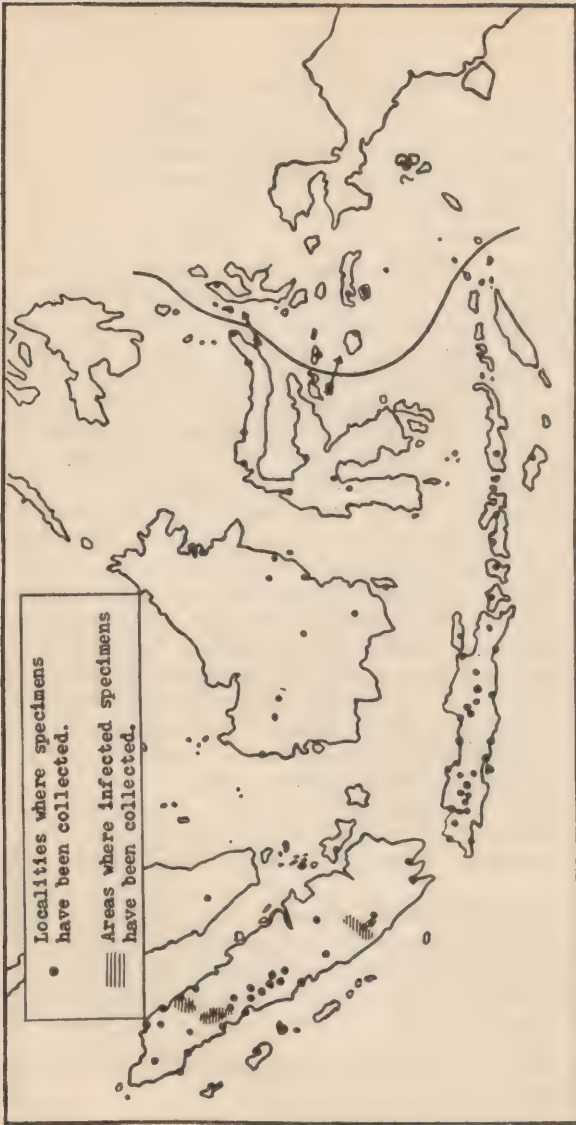 Localities where specimens
have been collected.
Areas where infected specimens
have been collected.